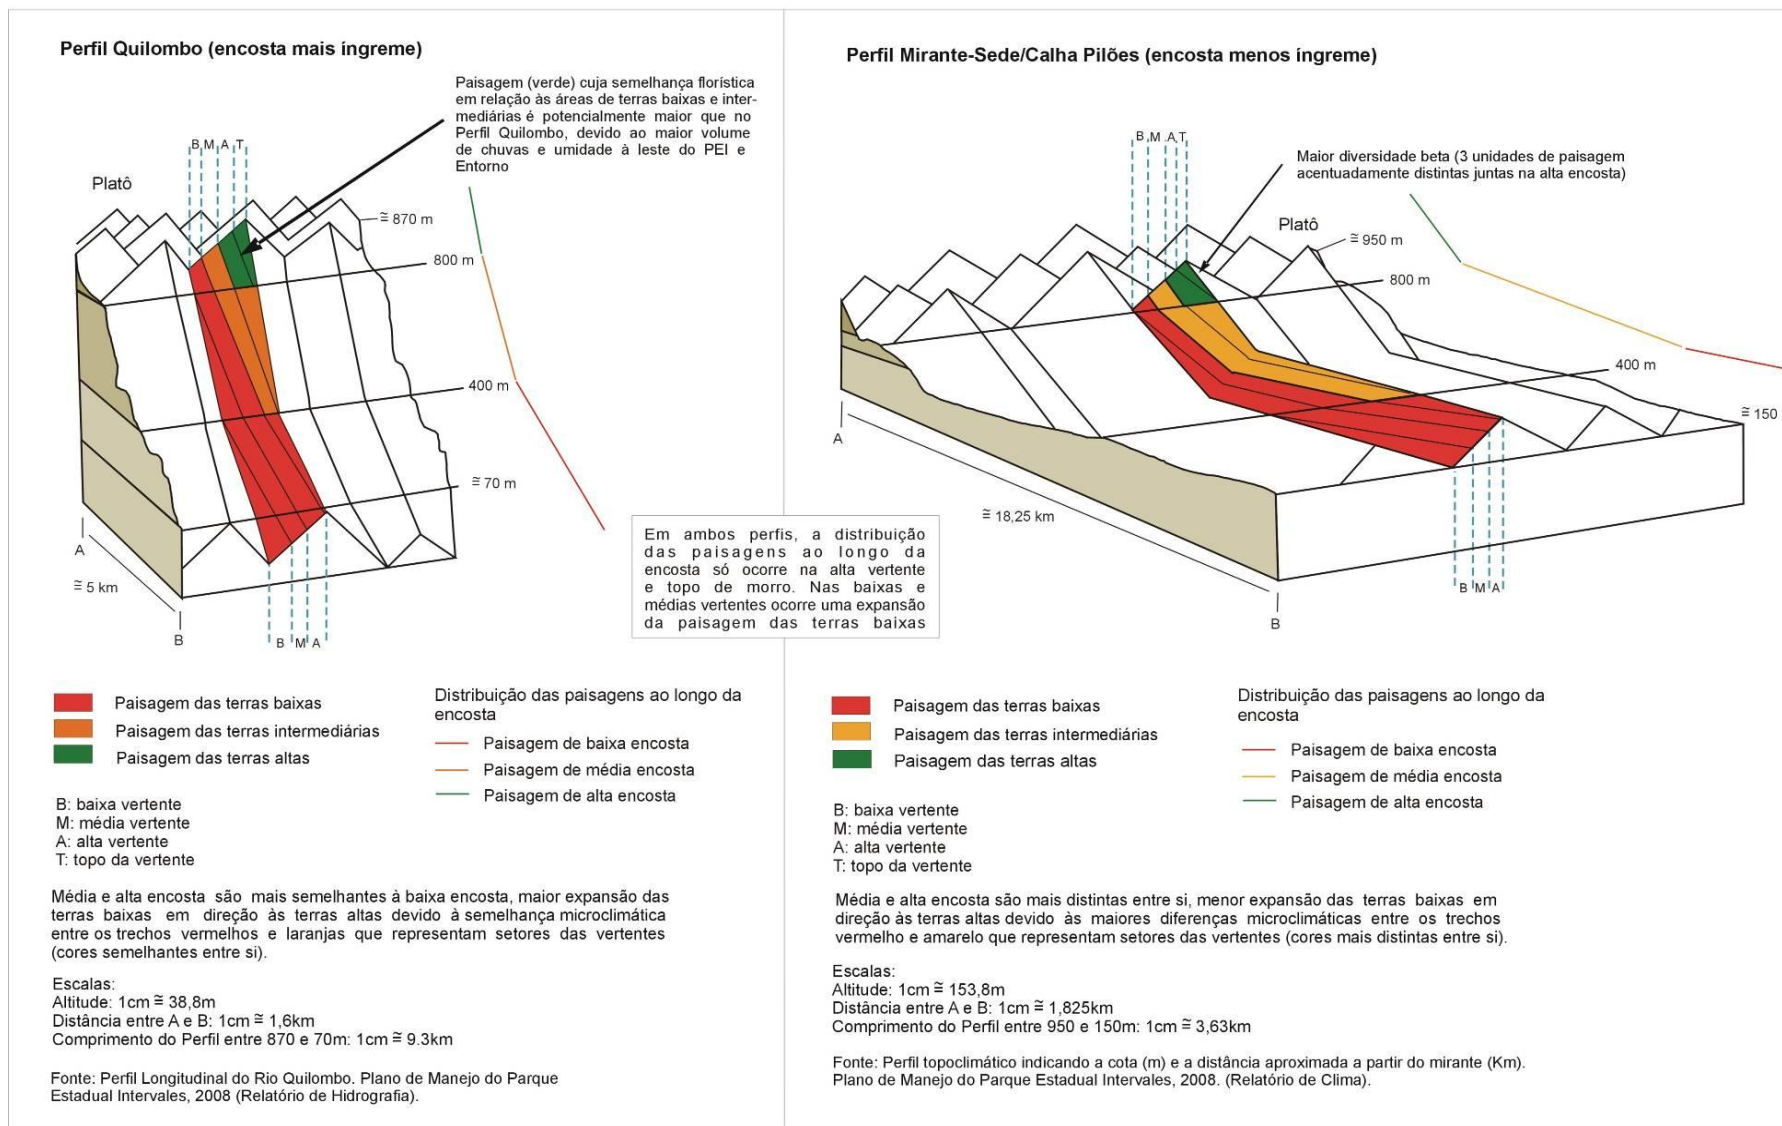 Perfil Quilombo (encosta mais íngreme)
Paisagem (verde) cuja semelhança florística
em relação às áreas de terras baixas e inter-
mediárias é potencialmente maior que no
Perfil Quilombo, devido ao maior volume
de chuvas e umidade à leste do PEI e
Entorno
B M A T
Platô
≅ 870 m
800 m
400 m
≅ 70 m
A
≅ 5 km
B
B M A
Em ambos perfis, a distribuição
das paisagens ao longo da
encosta só ocorre na alta vertente
e topo de morro. Nas baixas e
médias vertentes ocorre uma expansão
da paisagem das terras baixas
Paisagem das terras baixas
Paisagem das terras intermediárias
Paisagem das terras altas
Distribuição das paisagens ao longo da
encosta
Paisagem de baixa encosta
Paisagem de média encosta
Paisagem de alta encosta
B: baixa vertente
M: média vertente
A: alta vertente
T: topo da vertente
Média e alta encosta são mais semelhantes à baixa encosta, maior expansão das
terras baixas em direção às terras altas devido à semelhança microclimática
entre os trechos vermelhos e laranjas que representam setores das vertentes
(cores semelhantes entre si).
Escalas:
Altitude: 1cm ≅ 38,8m
Distância entre A e B: 1cm ≅ 1,6km
Comprimento do Perfil entre 870 e 70m: 1cm ≅ 9.3km
Fonte: Perfil Longitudinal do Rio Quilombo. Plano de Manejo do Parque
Estadual Intervales, 2008 (Relatório de Hidrografia).
Perfil Mirante-Sede/Calha Pilões (encosta menos íngreme)
B M A T
Maior diversidade beta (3 unidades de paisagem
acentuadamente distintas juntas na alta encosta)
Platô
≅ 950 m
800 m
400 m
≅ 150
A
≅ 18,25 km
B
B M A
Paisagem das terras baixas
Paisagem das terras intermediárias
Paisagem das terras altas
Distribuição das paisagens ao longo da
encosta
Paisagem de baixa encosta
Paisagem de média encosta
Paisagem de alta encosta
B: baixa vertente
M: média vertente
A: alta vertente
T: topo da vertente
Média e alta encosta são mais distintas entre si, menor expansão das terras baixas em
direção às terras altas devido às maiores diferenças microclimáticas entre os trechos
vermelho e amarelo que representam setores das vertentes (cores mais distintas entre si).
Escalas:
Altitude: 1cm ≅ 153,8m
Distância entre A e B: 1cm ≅ 1,825km
Comprimento do Perfil entre 950 e 150m: 1cm ≅ 3,63km
Fonte: Perfil topoclimático indicando a cota (m) e a distância aproximada a partir do mirante (Km).
Plano de Manejo do Parque Estadual Intervales, 2008. (Relatório de Clima).